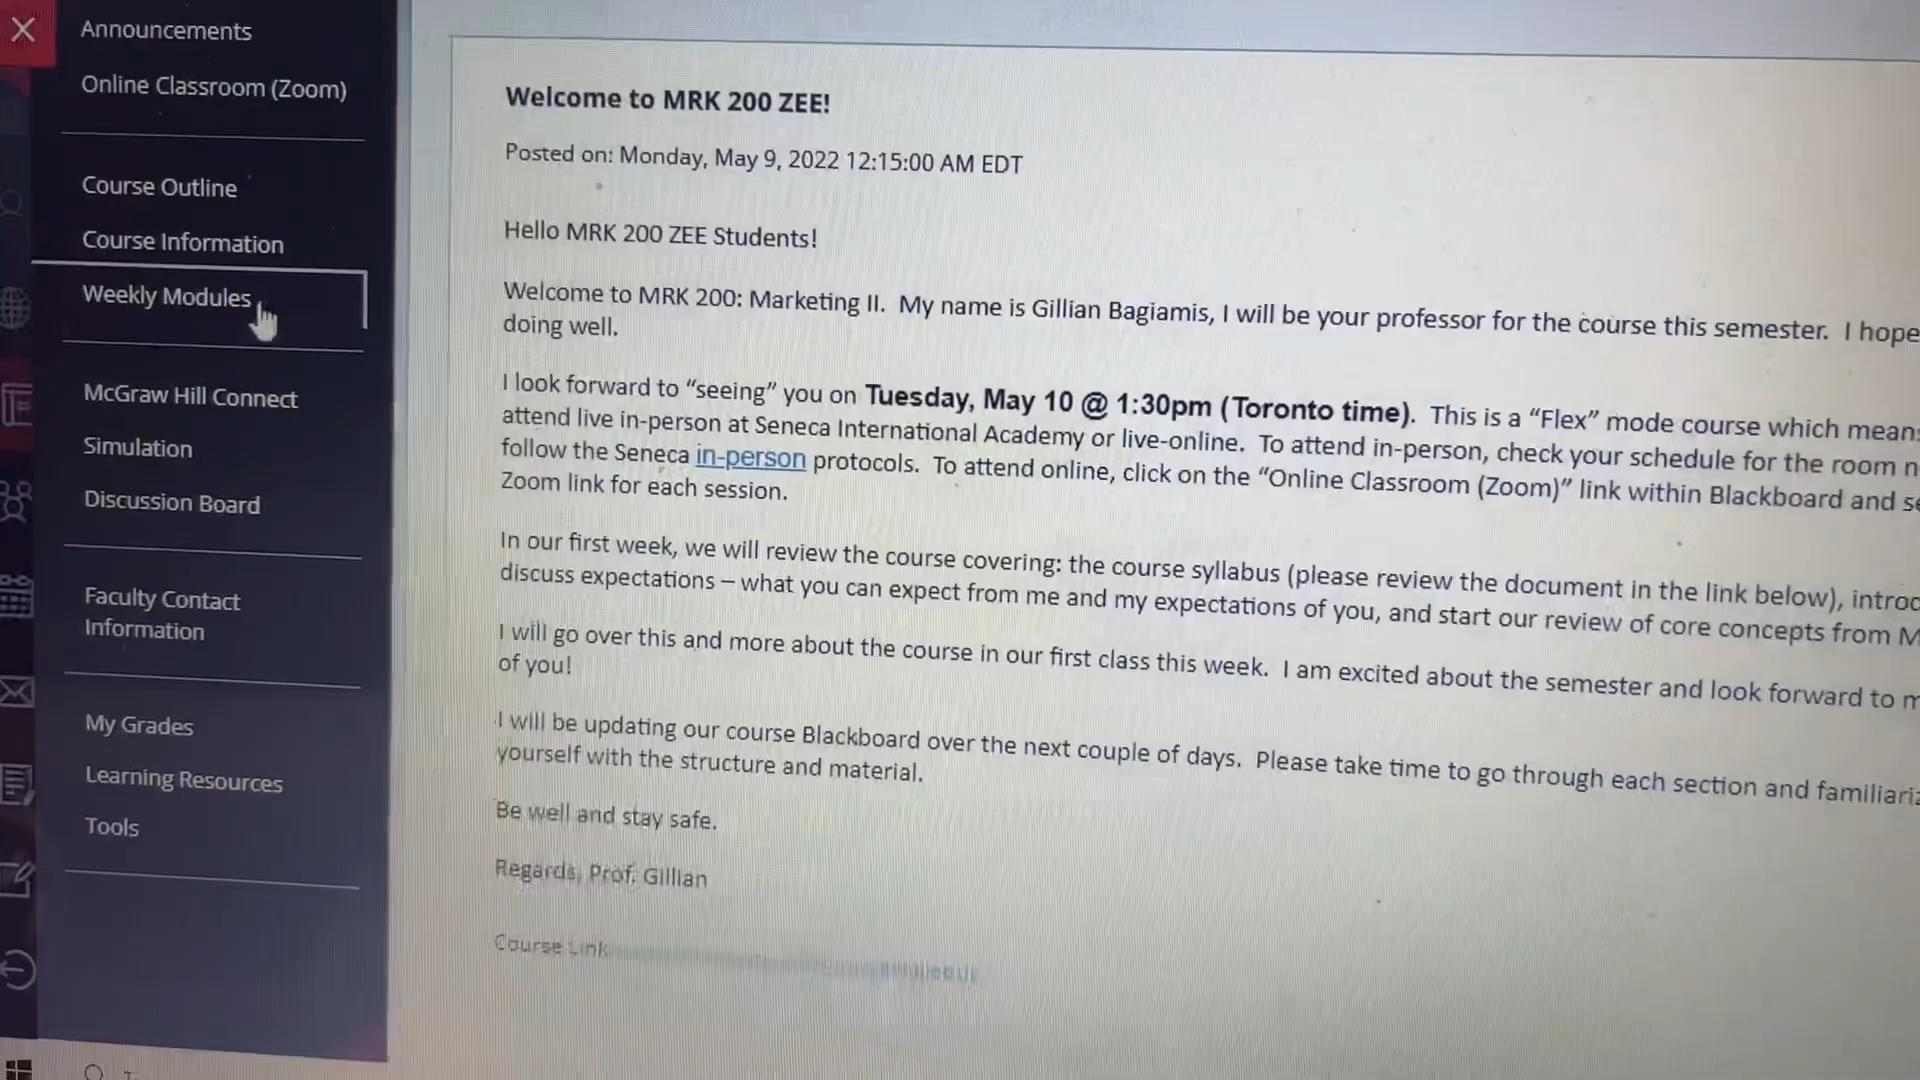 Announcements
Online Classroom (Zoom)
Course Outline
Course Information
Weekly Modules
McGraw Hill Connect
Simulation
Discussion Board
Faculty Contact
Information
My Grades
Learning Resources
Tools
Welcome to MRK 200 ZEE!
Posted on: Monday, May 9, 2022 12:15:00 AM EDT
Hello MRK 200 ZEE Students!
Welcome to MRK 200: Marketing II. My name is Gillian Bagiamis, I will be your professor for the course this semester. I hope
doing well.
I look forward to “seeing” you on Tuesday, May 10 @ 1:30pm (Toronto time). This is a “Flex” mode course which means
attend live in-person at Seneca International Academy or live-online. To attend in-person, check your schedule for the room
follow the Seneca in-person protocols. To attend online, click on the “Online Classroom (Zoom)” link within Blackboard and
Zoom link for each session.
In our first week, we will review the course covering: the course syllabus (please review the document in the link below),
discuss expectations – what you can expect from me and my expectations of you, and start our review of core concepts from
I will go over this and more about the course in our first class this week. I am excited about the semester and look forward to
of you!
I will be updating our course Blackboard over the next couple of days. Please take time to go through each section and
yourself with the structure and material.
Be well and stay safe.
Regards, Prof. Gillian
Course Link